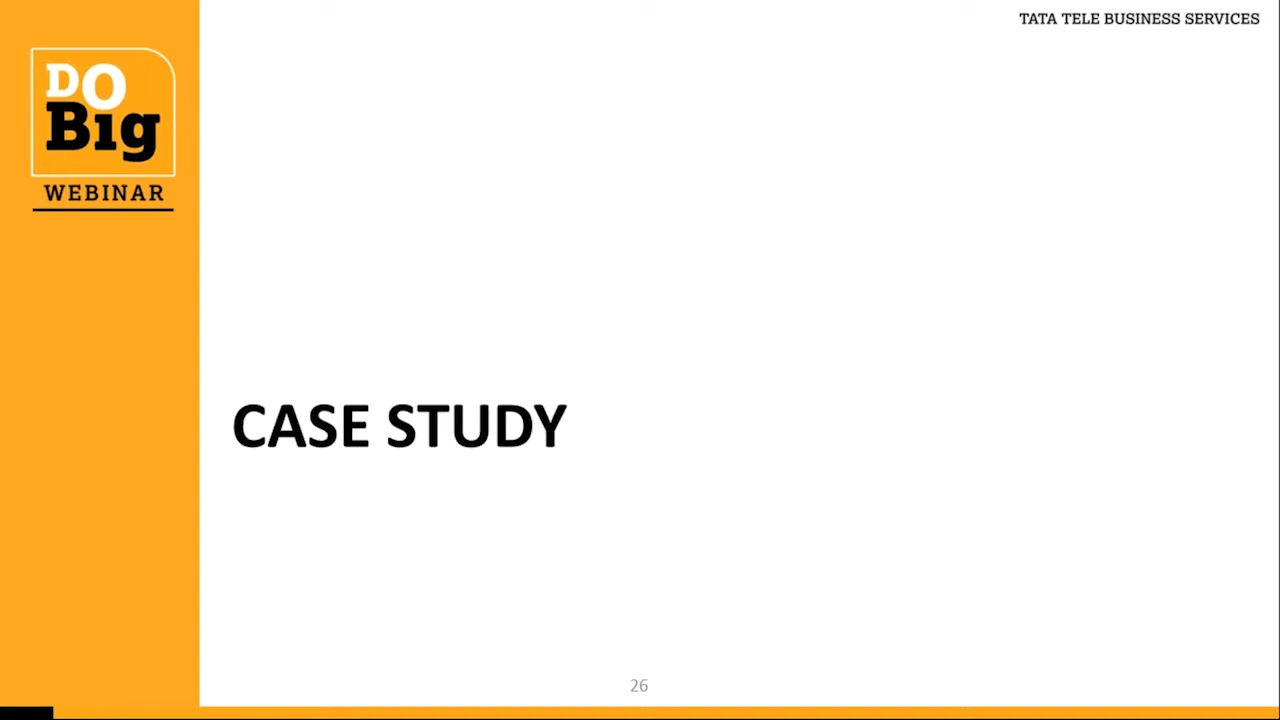 TATA TELE BUSINESS SERVICES
DO
Big
WEBINAR
CASE STUDY
26